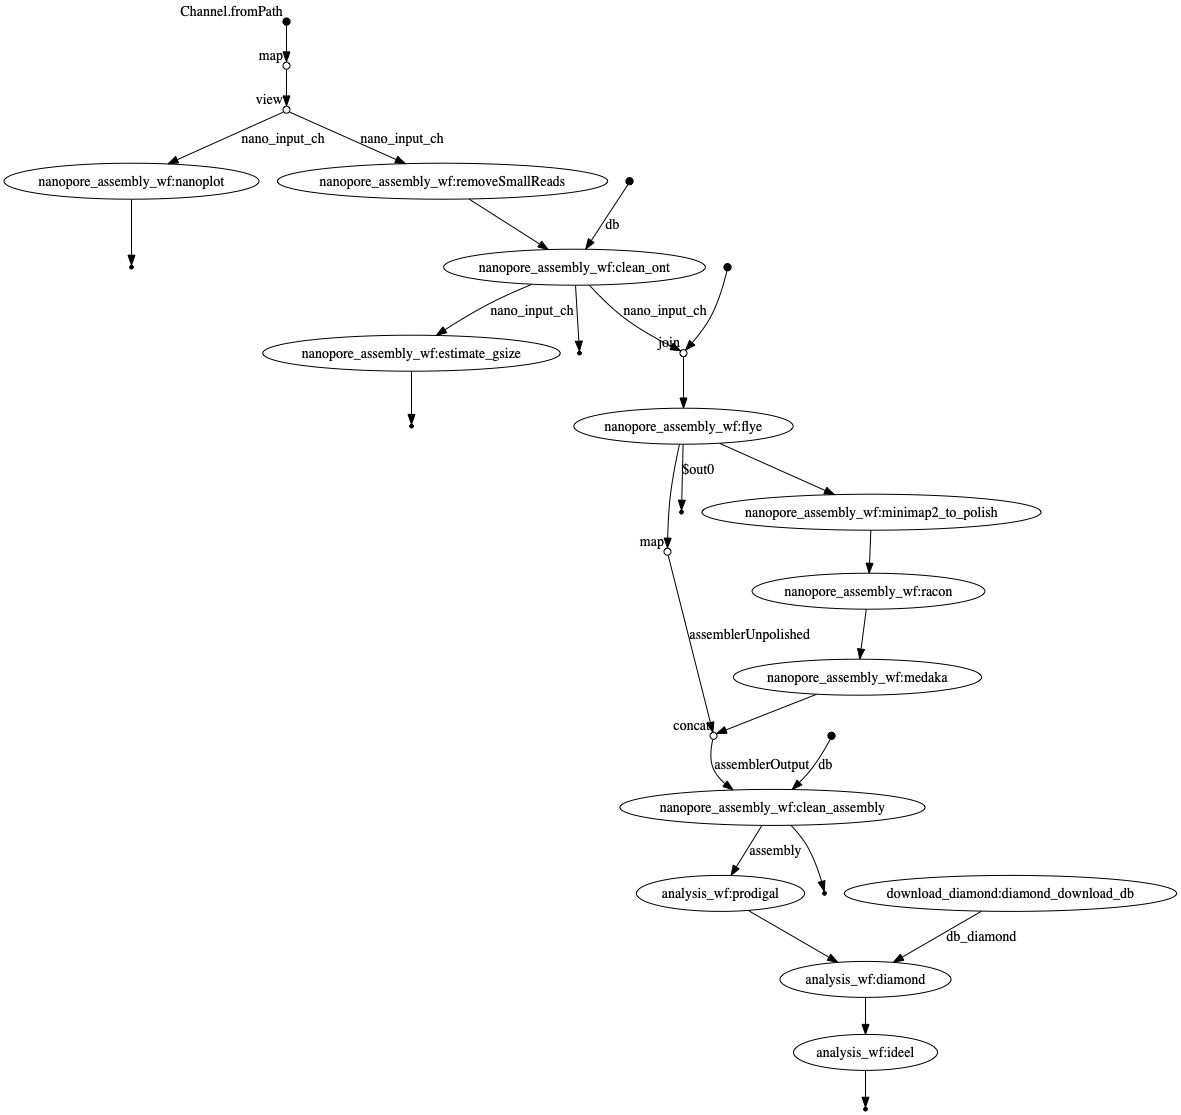 Channel.fromPath
map
view
nano_input_ch
nano_input_ch
nanopore_assembly_wf:nanoplot
nanopore_assembly_wf:removeSmallReads
db
nanopore_assembly_wf:clean_ont
nano_input_ch
nano_input_ch
join
nanopore_assembly_wf:estimate_gsize
nanopore_assembly_wf:flye
$out0
nanopore_assembly_wf:minimap2_to_polish
map
nanopore_assembly_wf:racon
assemblerUnpolished
nanopore_assembly_wf:medaka
concat
assemblerOutput
db
nanopore_assembly_wf:clean_assembly
assembly
analysis_wf:prodigal
download_diamond:diamond_download_db
db_diamond
analysis_wf:diamond
analysis_wf:ideel